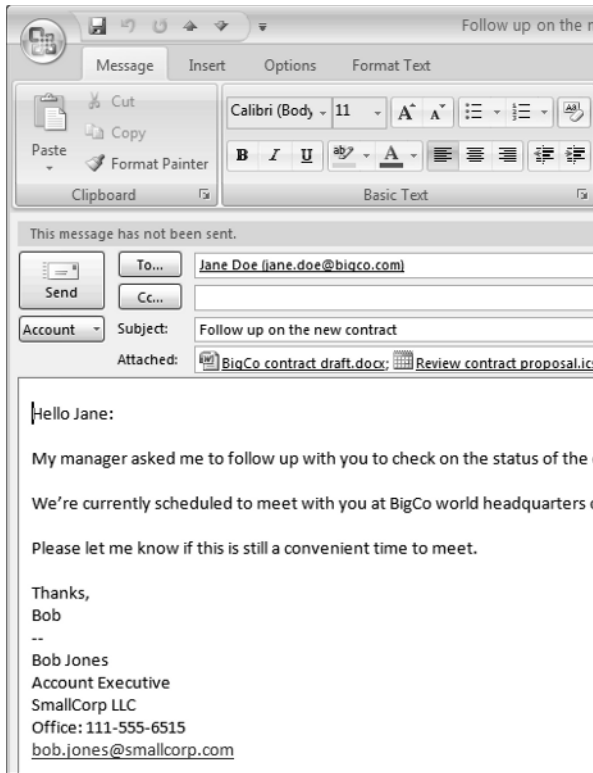 Follow up on the
Message Insert Options Format Text
Paste
Cut
Copy
Format Painter
Clipboard
Calibri (Body 11
B I U
Basic Text
This message has not been sent.
Send
To... Jane Doe (jane.doe@bigco.com)
Cc...
Account
Subject: Follow up on the new contract
Attached: BigCo contract draft.docx; Review contract proposal.ics
Hello Jane:
My manager asked me to follow up with you to check on the status of the
We're currently scheduled to meet with you at BigCo world headquarters
Please let me know if this is still a convenient time to meet.
Thanks,
Bob
--
Bob Jones
Account Executive
SmallCorp LLC
Office: 111-555-6515
bob.jones@smallcorp.com